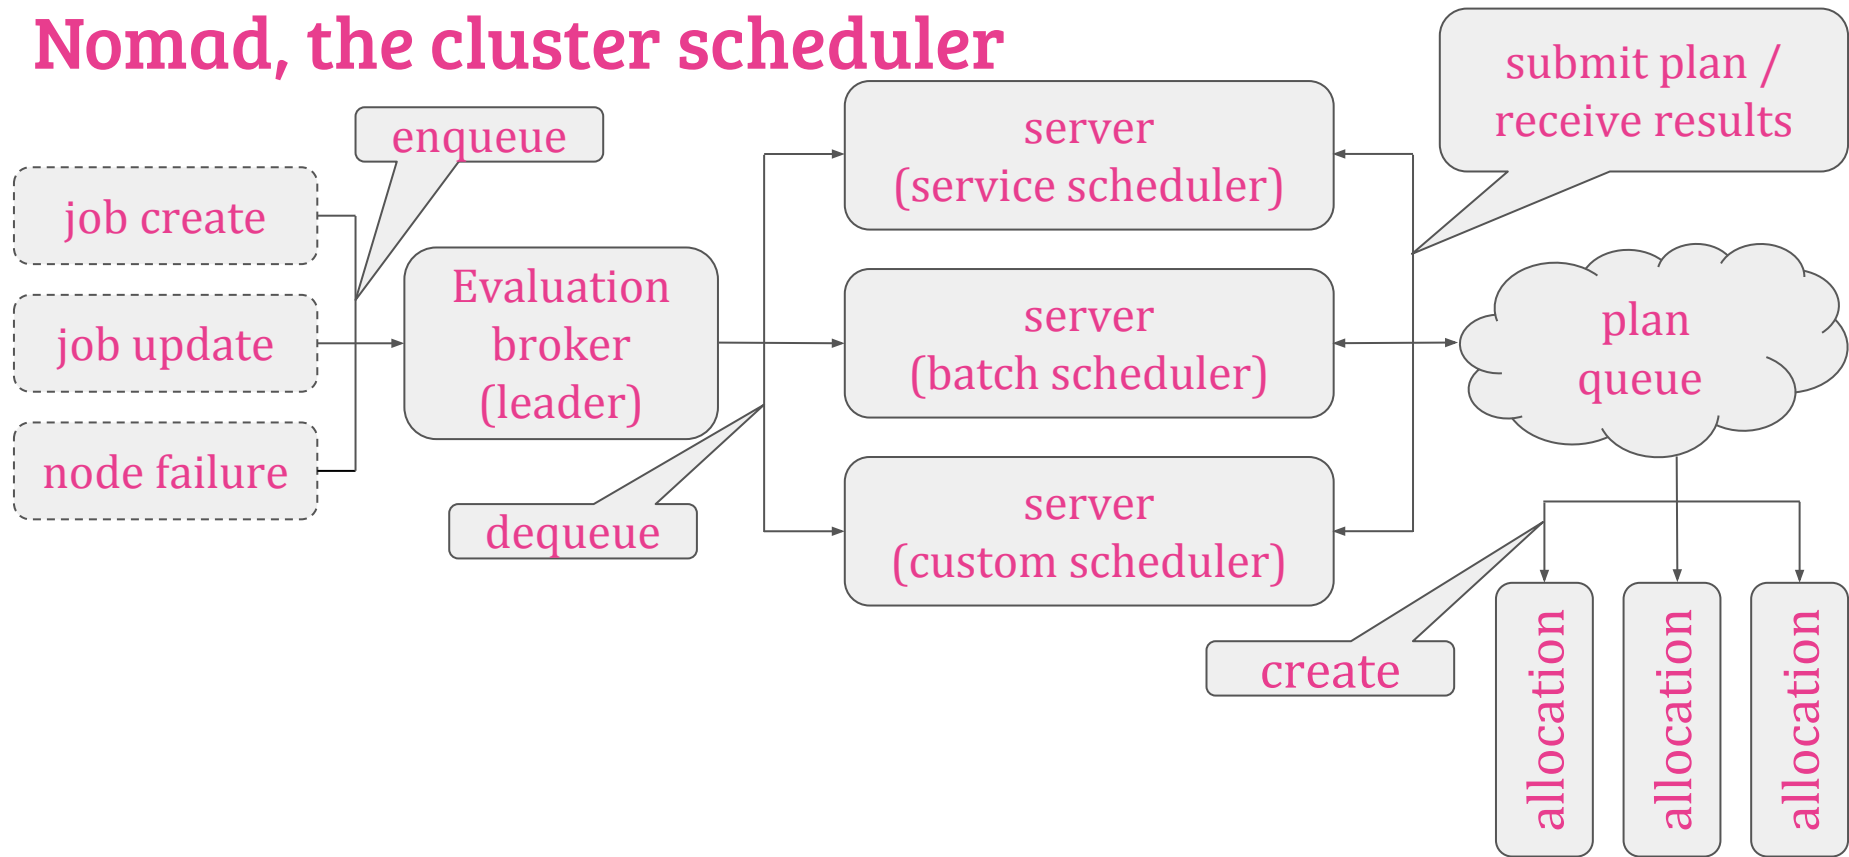 Nomad, the cluster scheduler
submit plan /
receive results
enqueue
job create
job update
node failure
Evaluation
broker
(leader)
dequeue
server
(service scheduler)
server
(batch scheduler)
server
(custom scheduler)
plan
queue
create
allocation
allocation
allocation